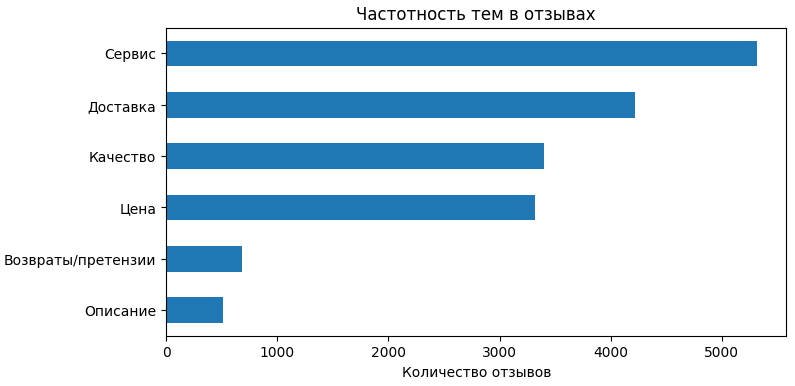 Частотность тем в отзывах
Сервис
Доставка
Качество
Цена
Возвраты/претензии
Описание
0 1000 2000 3000 4000 5000
Количество отзывов